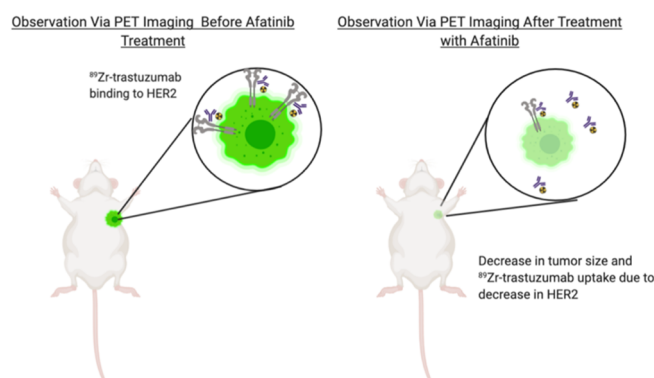 Observation Via PET Imaging Before Afatinib
Treatment
Observation Via PET Imaging After Treatment
with Afatinib
⁸⁹Zr-trastuzumab
binding to HER2
Decrease in tumor size and
⁸⁹Zr-trastuzumab uptake due to
decrease in HER2